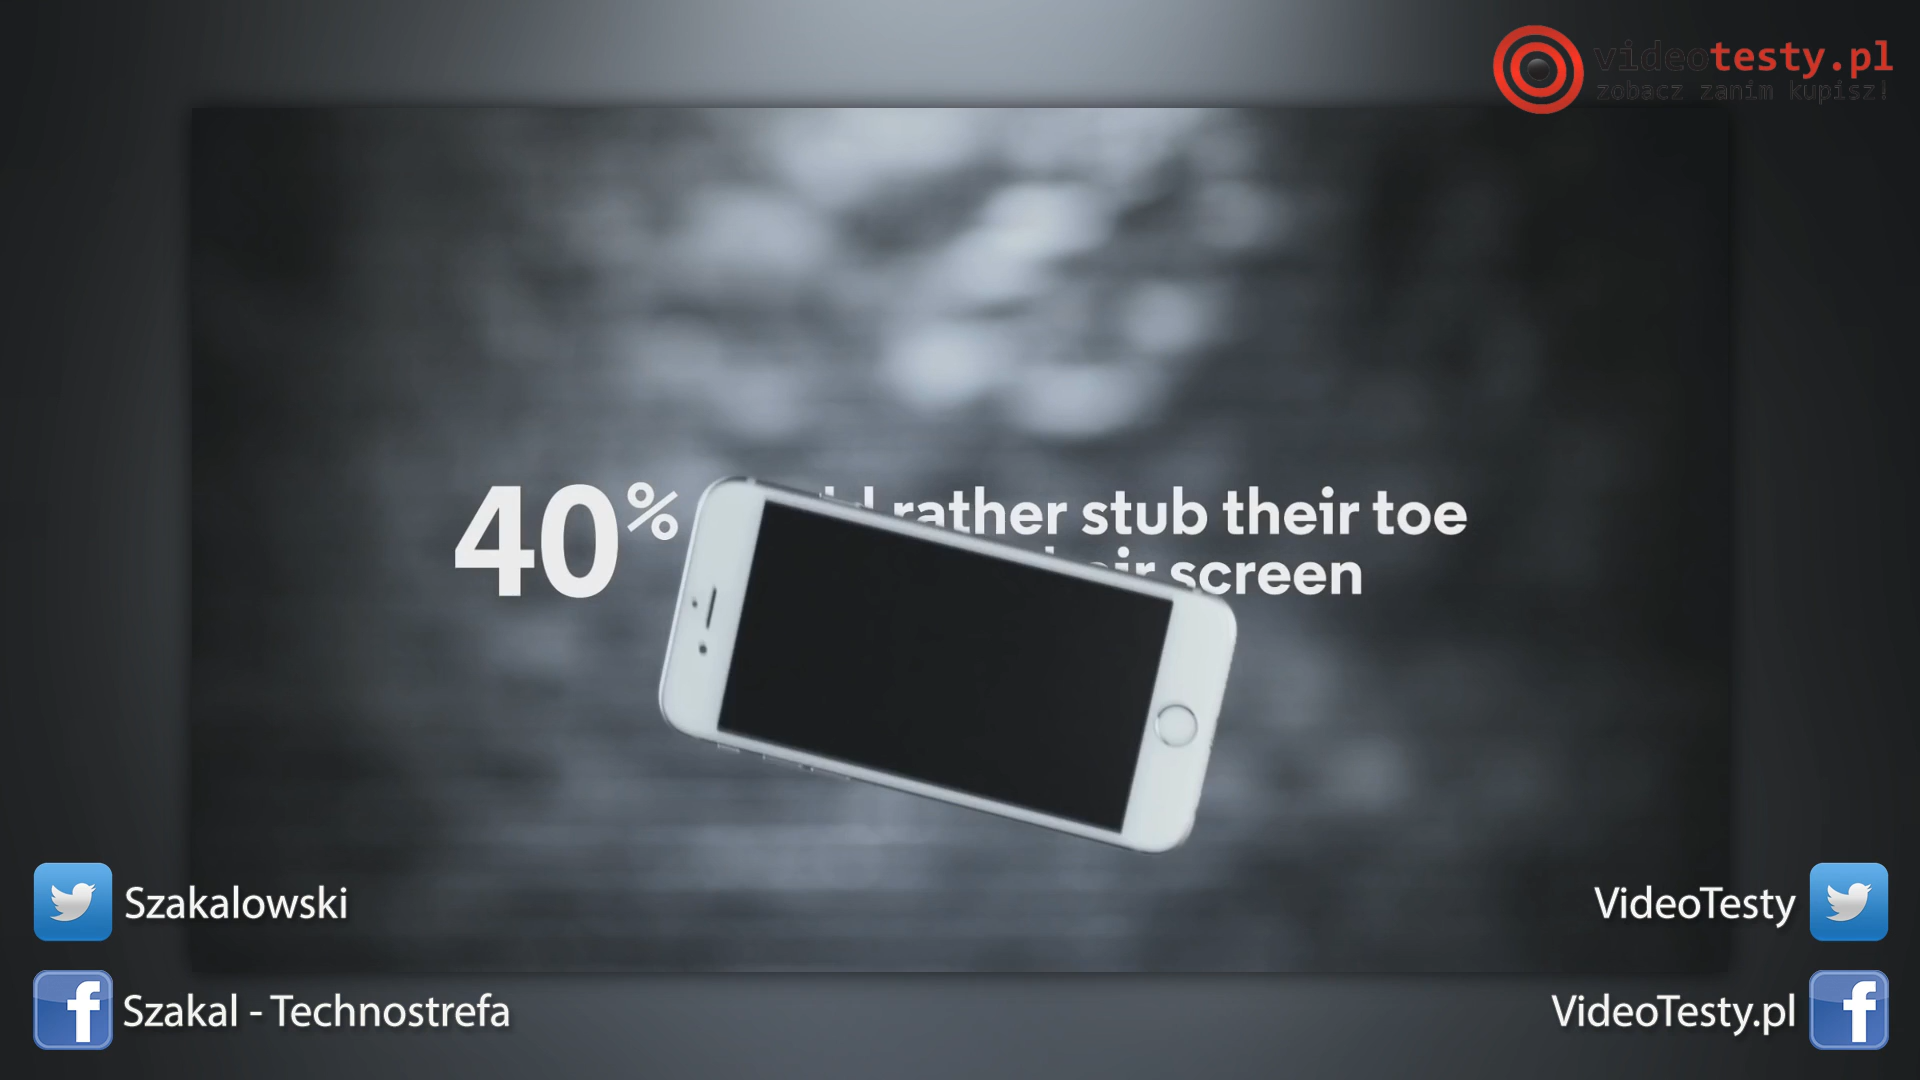 videotesty.pl
zobacz zanim kupisz!
40% rather stub their toe
screen
Szakalowski
VideoTesty
Szakal - Technostrefa
VideoTesty.pl